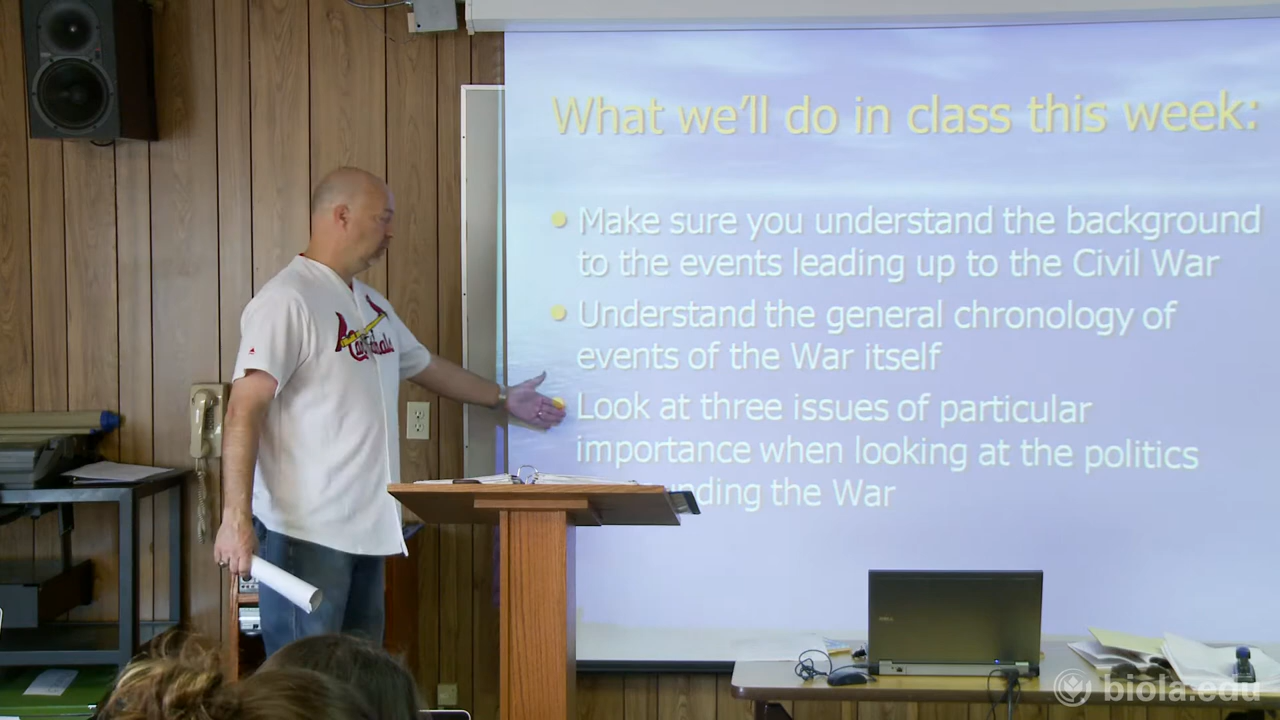 What we'll do in class this week:
Make sure you understand the background
to the events leading up to the Civil War
Understand the general chronology of
events of the War itself
Look at three issues of particular
importance when looking at the politics
the War
Cardinals
biola.edu